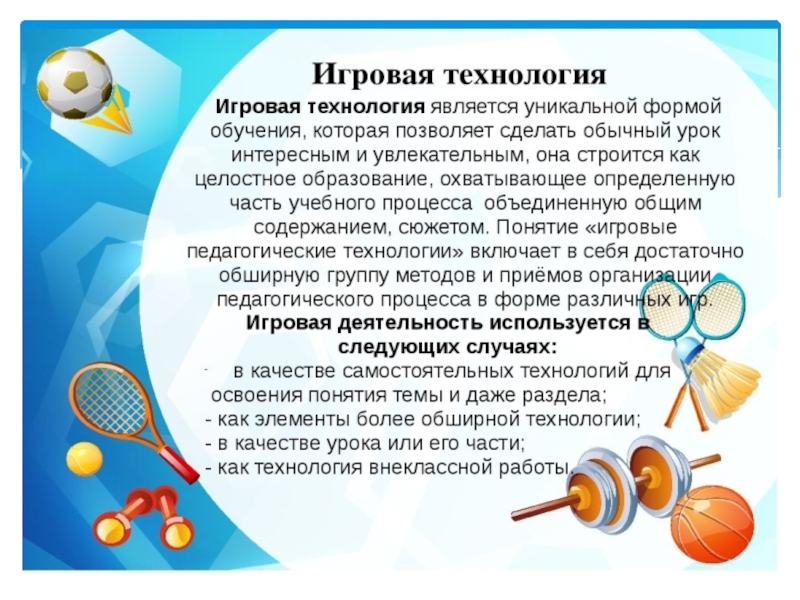 Игровая технология
Игровая технология является уникальной формой
обучения, которая позволяет сделать обычный урок
интересным и увлекательным, она строится как
целостное образование, охватывающее определенную
часть учебного процесса объединенную общим
содержанием, сюжетом. Понятие «игровые
педагогические технологии» включает в себя достаточно
обширную группу методов и приёмов организации
педагогического процесса в форме различных игр.
Игровая деятельность используется в
следующих случаях:
- в качестве самостоятельных технологий для
освоения понятия темы и даже раздела;
- как элементы более обширной технологии;
- в качестве урока или его части;
- как технология внеклассной работы.